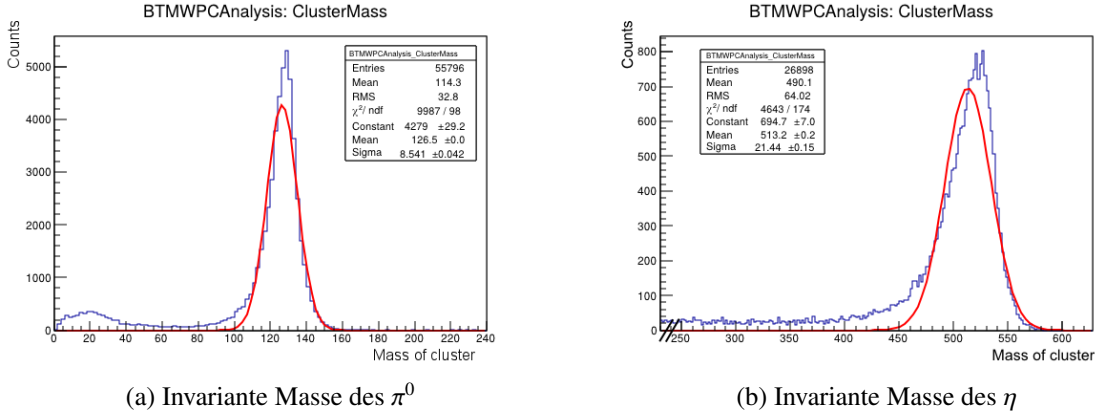 BTMWPCAnalysis: ClusterMass
Counts
5000
4000
3000
2000
1000
0
0 20 40 60 80 100 120 140 160 180 200 220 240
Mass of cluster
BTMWPCAnalysis_ClusterMass
Entries 55796
Mean 114.3
RMS 32.8
χ²/ ndf 9987 / 98
Constant 4279 ±29.2
Mean 126.5 ±0.0
Sigma 8.541 ±0.042
(a) Invariante Masse des π⁰
BTMWPCAnalysis: ClusterMass
Counts
800
700
600
500
400
300
200
100
0
250 300 350 400 450 500 550 600
Mass of cluster
BTMWPCAnalysis_ClusterMass
Entries 26898
Mean 490.1
RMS 64.02
χ²/ ndf 4643 / 174
Constant 694.7 ±7.0
Mean 513.2 ±0.2
Sigma 21.44 ±0.15
(b) Invariante Masse des η